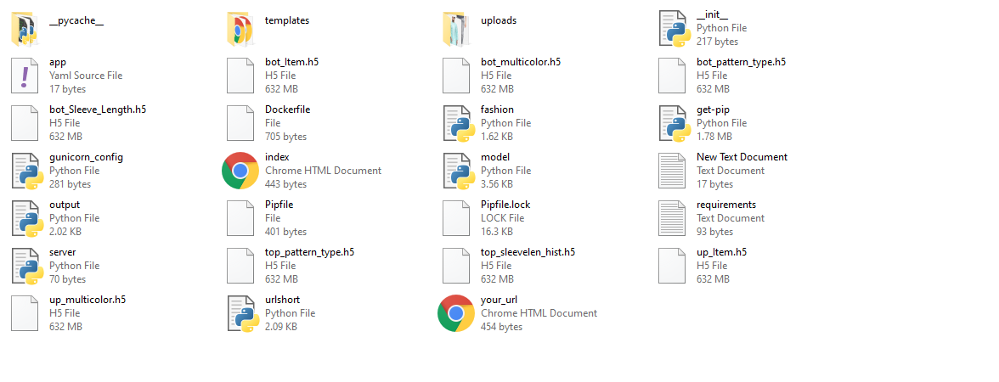 __pycache__
templates
uploads
__init__
Python File
217 bytes
app
Yaml Source File
17 bytes
bot_Item.h5
H5 File
632 MB
bot_multicolor.h5
H5 File
632 MB
bot_pattern_type.h5
H5 File
632 MB
bot_Sleeve_Length.h5
H5 File
632 MB
Dockerfile
File
705 bytes
fashion
Python File
1.62 KB
get-pip
Python File
1.78 MB
gunicorn_config
Python File
281 bytes
index
Chrome HTML Document
443 bytes
model
Python File
3.56 KB
New Text Document
Text Document
17 bytes
output
Python File
2.02 KB
Pipfile
File
401 bytes
Pipfile.lock
LOCK File
16.3 KB
requirements
Text Document
93 bytes
server
Python File
70 bytes
top_pattern_type.h5
H5 File
632 MB
top_sleevelen_hist.h5
H5 File
632 MB
up_Item.h5
H5 File
632 MB
up_multicolor.h5
H5 File
632 MB
urlshort
Python File
2.09 KB
your_url
Chrome HTML Document
454 bytes